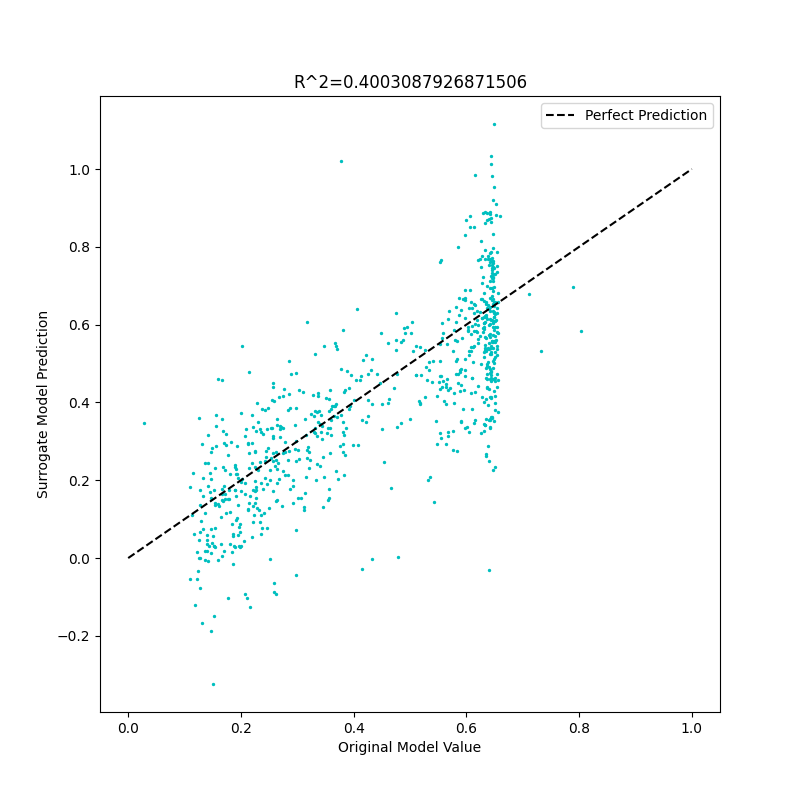 R^2=0.4003087926871506
Perfect Prediction
Surrogate Model Prediction
1.0
0.8
0.6
0.4
0.2
0.0
−0.2
0.0 0.2 0.4 0.6 0.8 1.0
Original Model Value